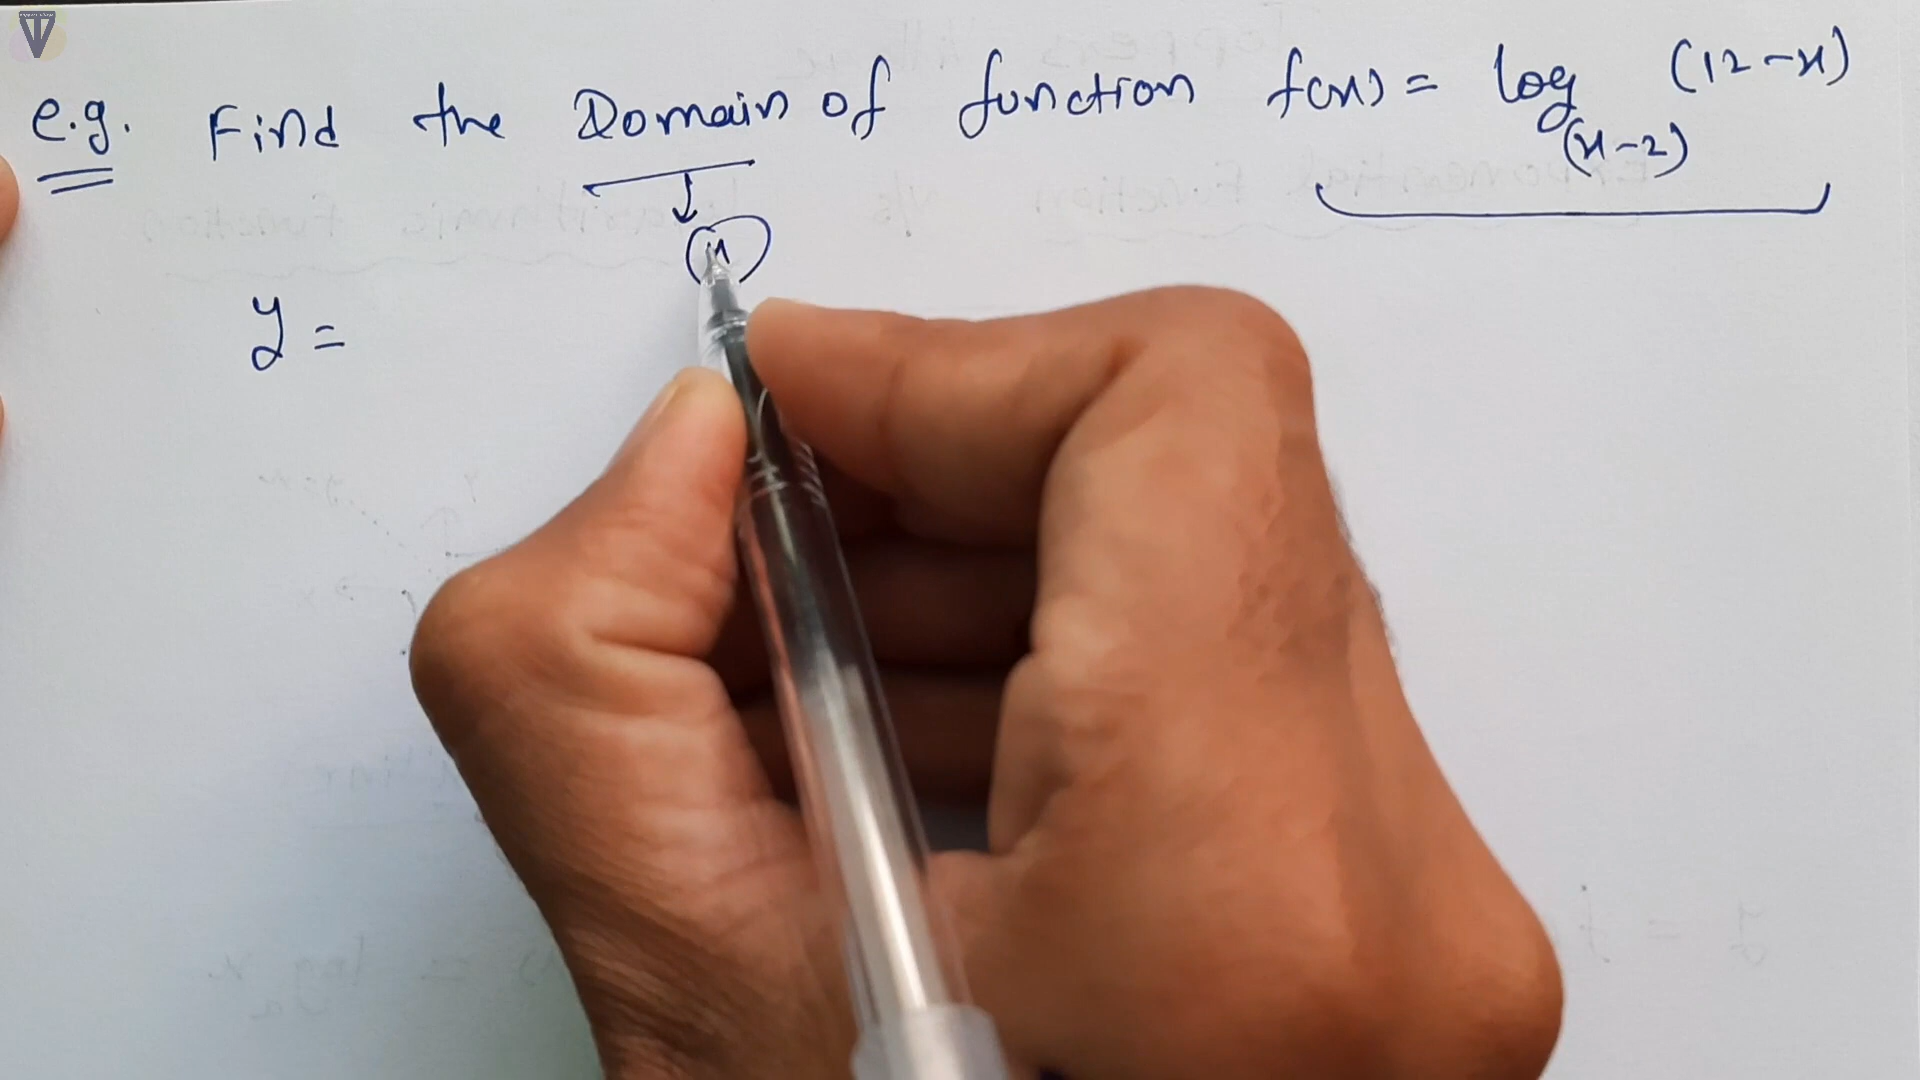 e.g. Find the Domain of function f(x) = log(x-2) (12-x)
x
y =